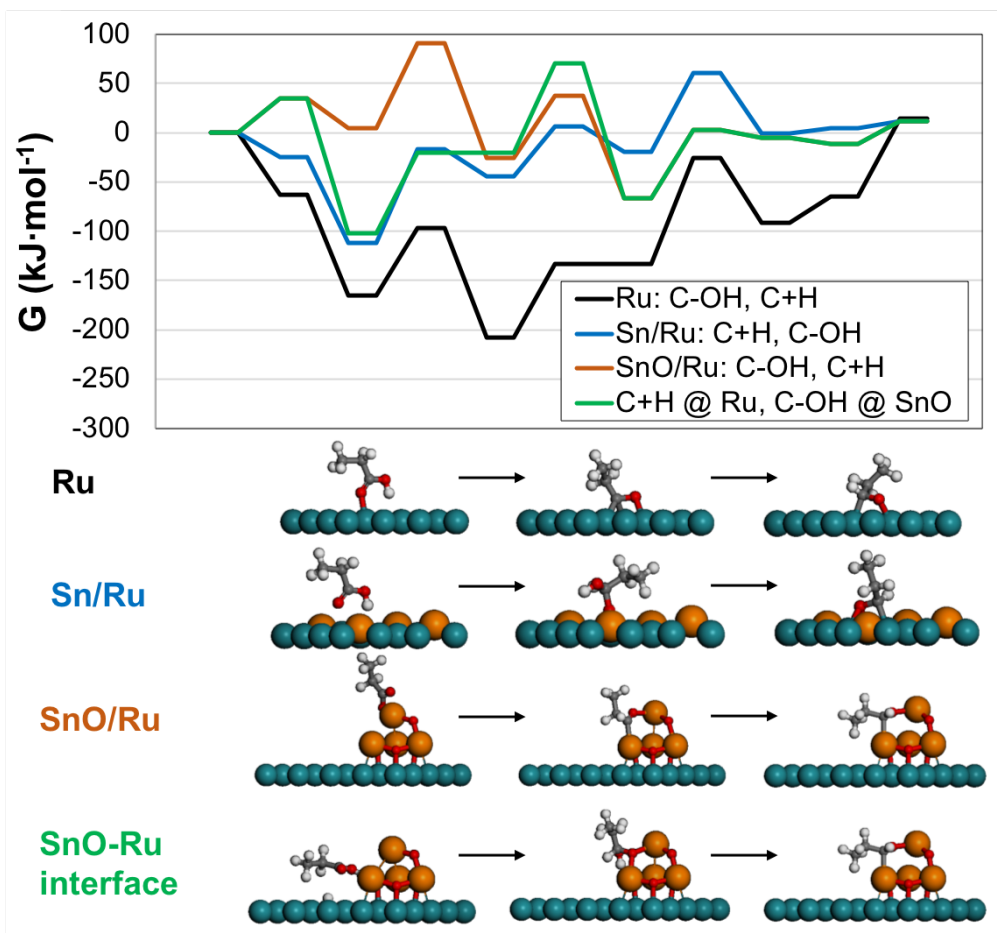 100
50
0
-50
-100
-150
-200
-250
-300
G (kJ·mol⁻¹)
Ru: C-OH, C+H
Sn/Ru: C+H, C-OH
SnO/Ru: C-OH, C+H
C+H @ Ru, C-OH @ SnO
Ru
Sn/Ru
SnO/Ru
SnO-Ru
interface